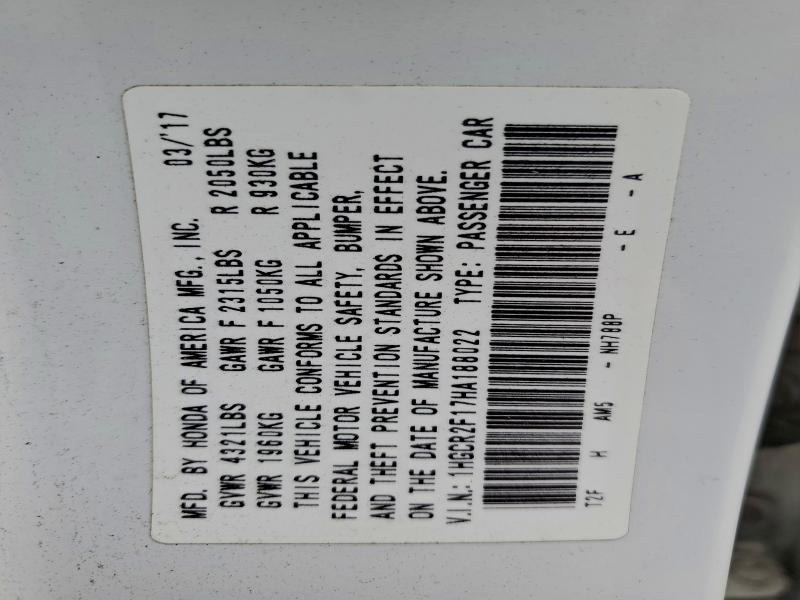 MFD. BY HONDA OF AMERICA MFG., INC. 03/'17
GVWR 4321LBS GAWR F 2315LBS R 2050LBS
GVWR 1960KG GAWR F 1050KG R 930KG
THIS VEHICLE CONFORMS TO ALL APPLICABLE
FEDERAL MOTOR VEHICLE SAFETY, BUMPER,
AND THEFT PREVENTION STANDARDS IN EFFECT
ON THE DATE OF MANUFACTURE SHOWN ABOVE.
V.I.N.: 1HGCR2F17HA188022 TYPE: PASSENGER CAR
T2F H AM5 - NH788P - E - A